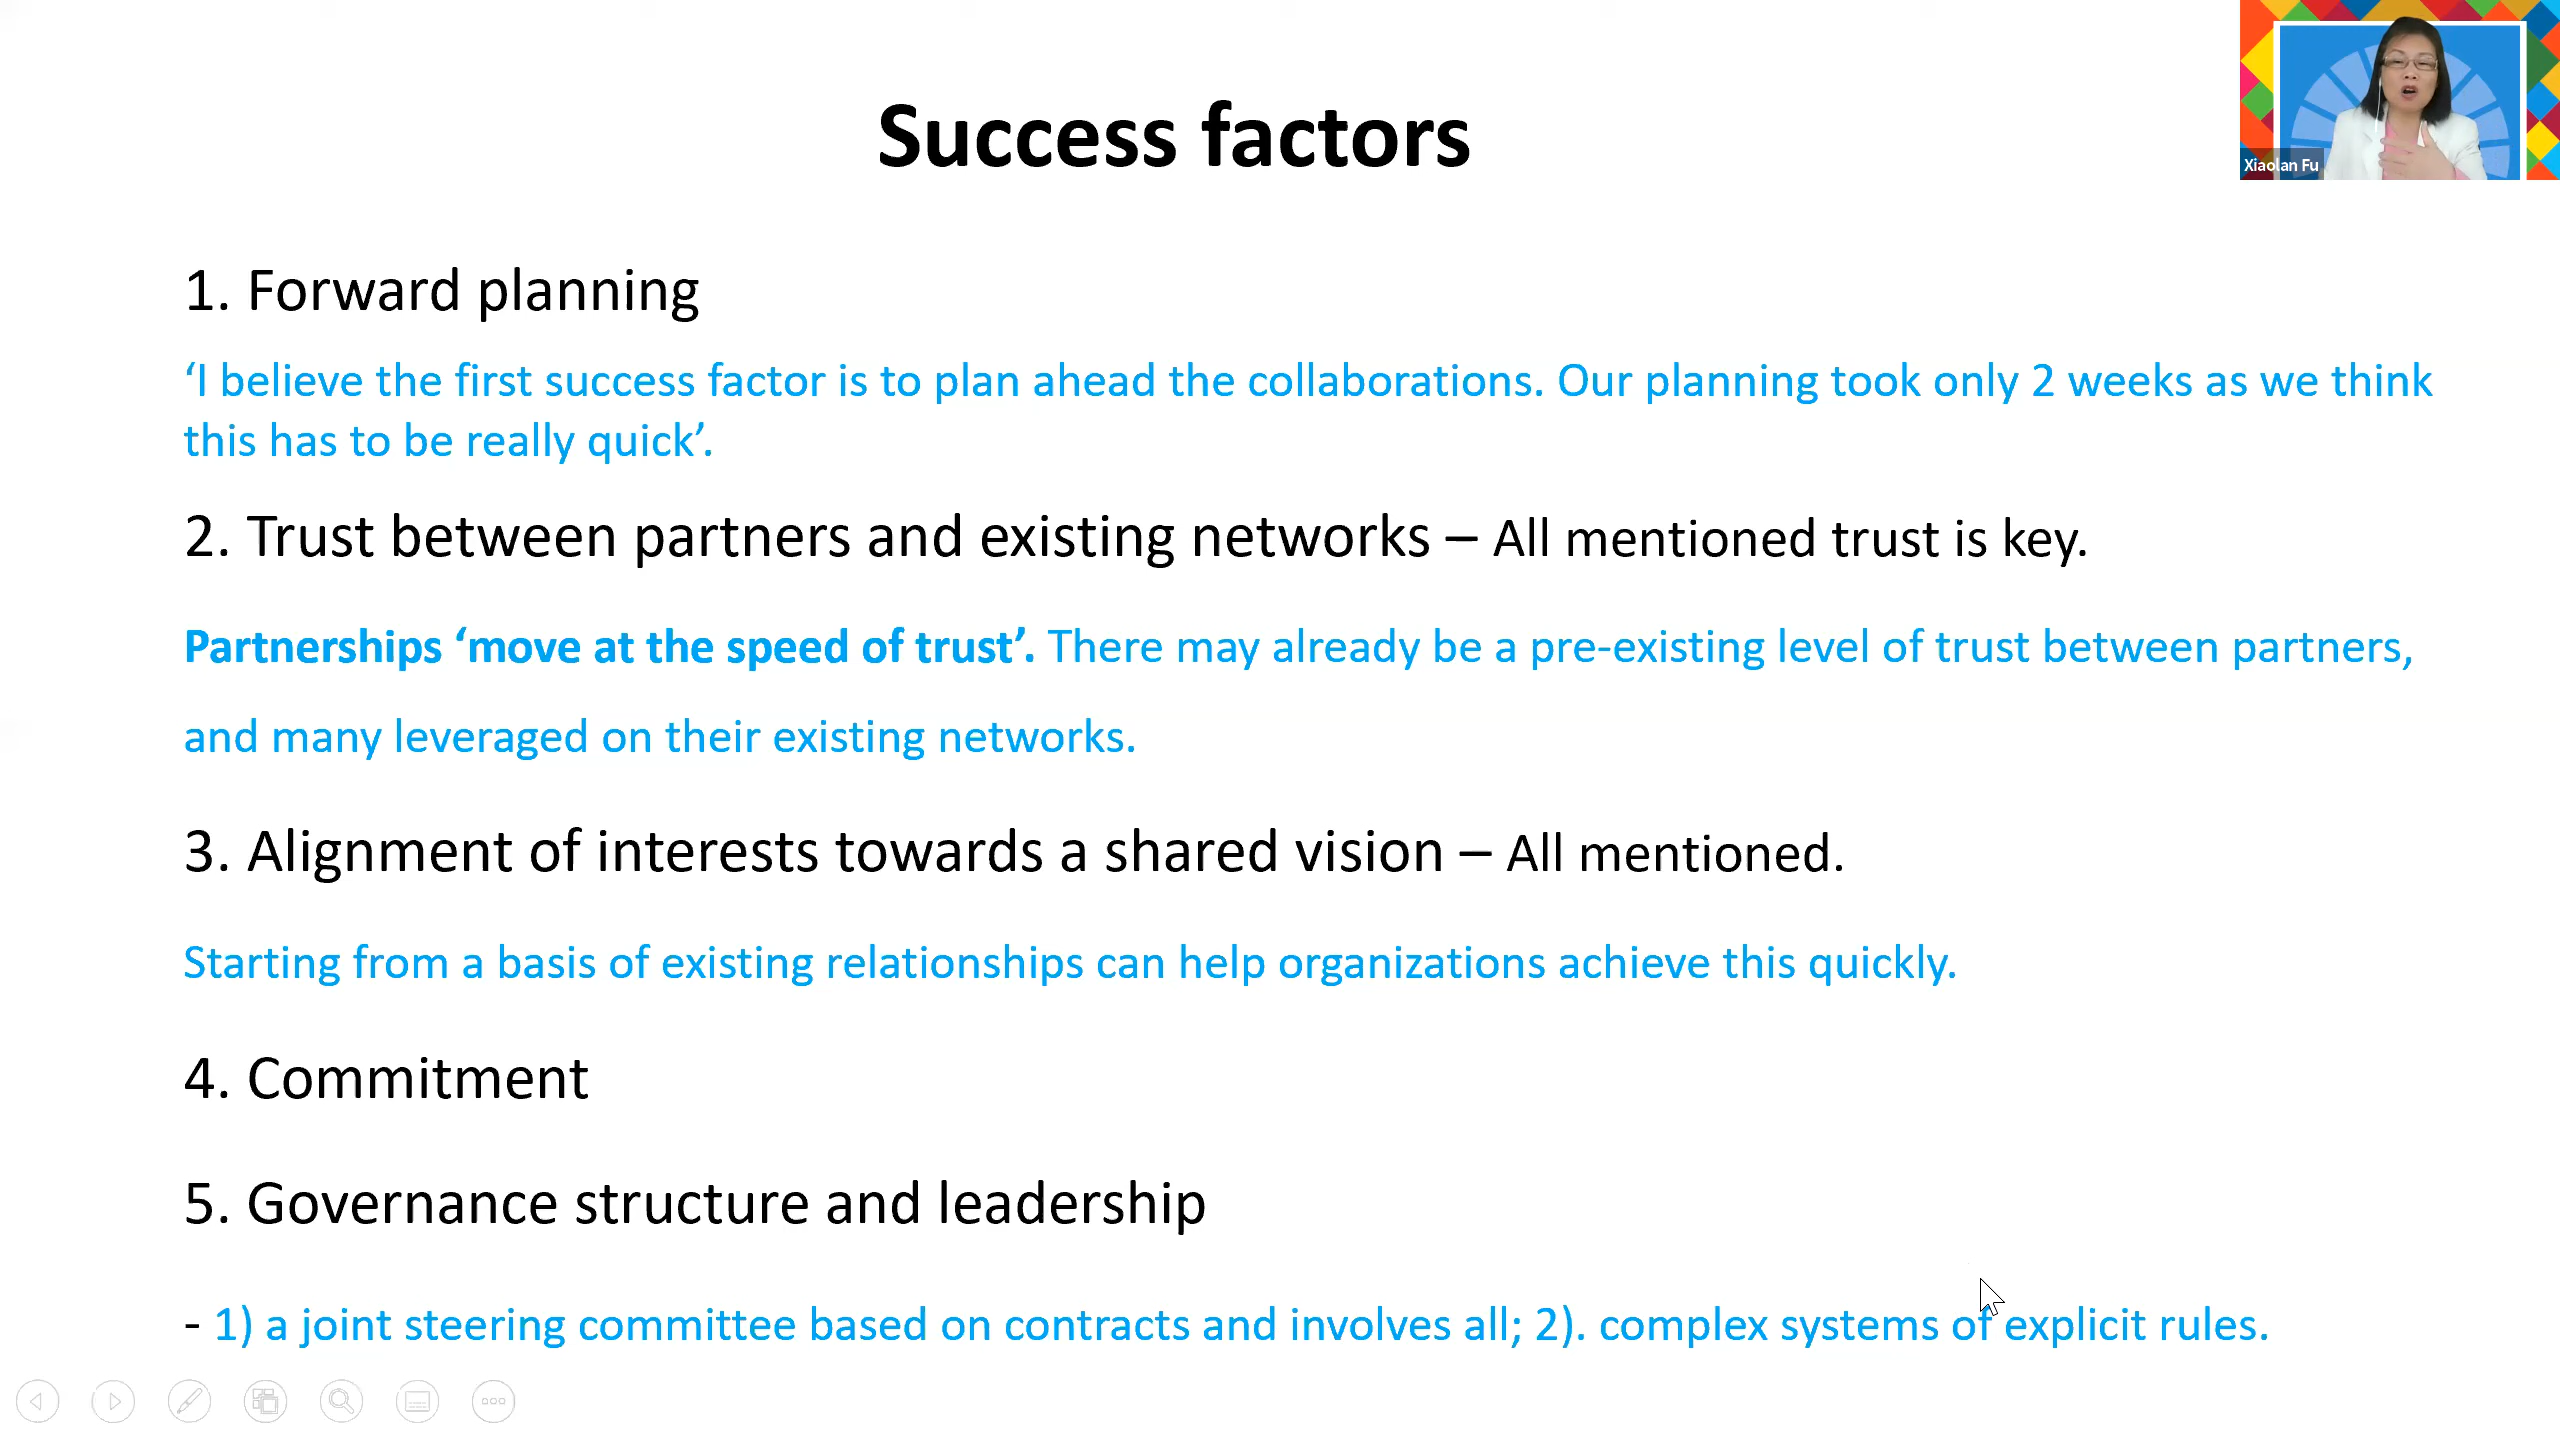 Success factors
Xiaolan Fu
1. Forward planning
‘I believe the first success factor is to plan ahead the collaborations. Our planning took only 2 weeks as we think
this has to be really quick’.
2. Trust between partners and existing networks – All mentioned trust is key.
Partnerships ‘move at the speed of trust’. There may already be a pre-existing level of trust between partners,
and many leveraged on their existing networks.
3. Alignment of interests towards a shared vision – All mentioned.
Starting from a basis of existing relationships can help organizations achieve this quickly.
4. Commitment
5. Governance structure and leadership
- 1) a joint steering committee based on contracts and involves all; 2). complex systems of explicit rules.